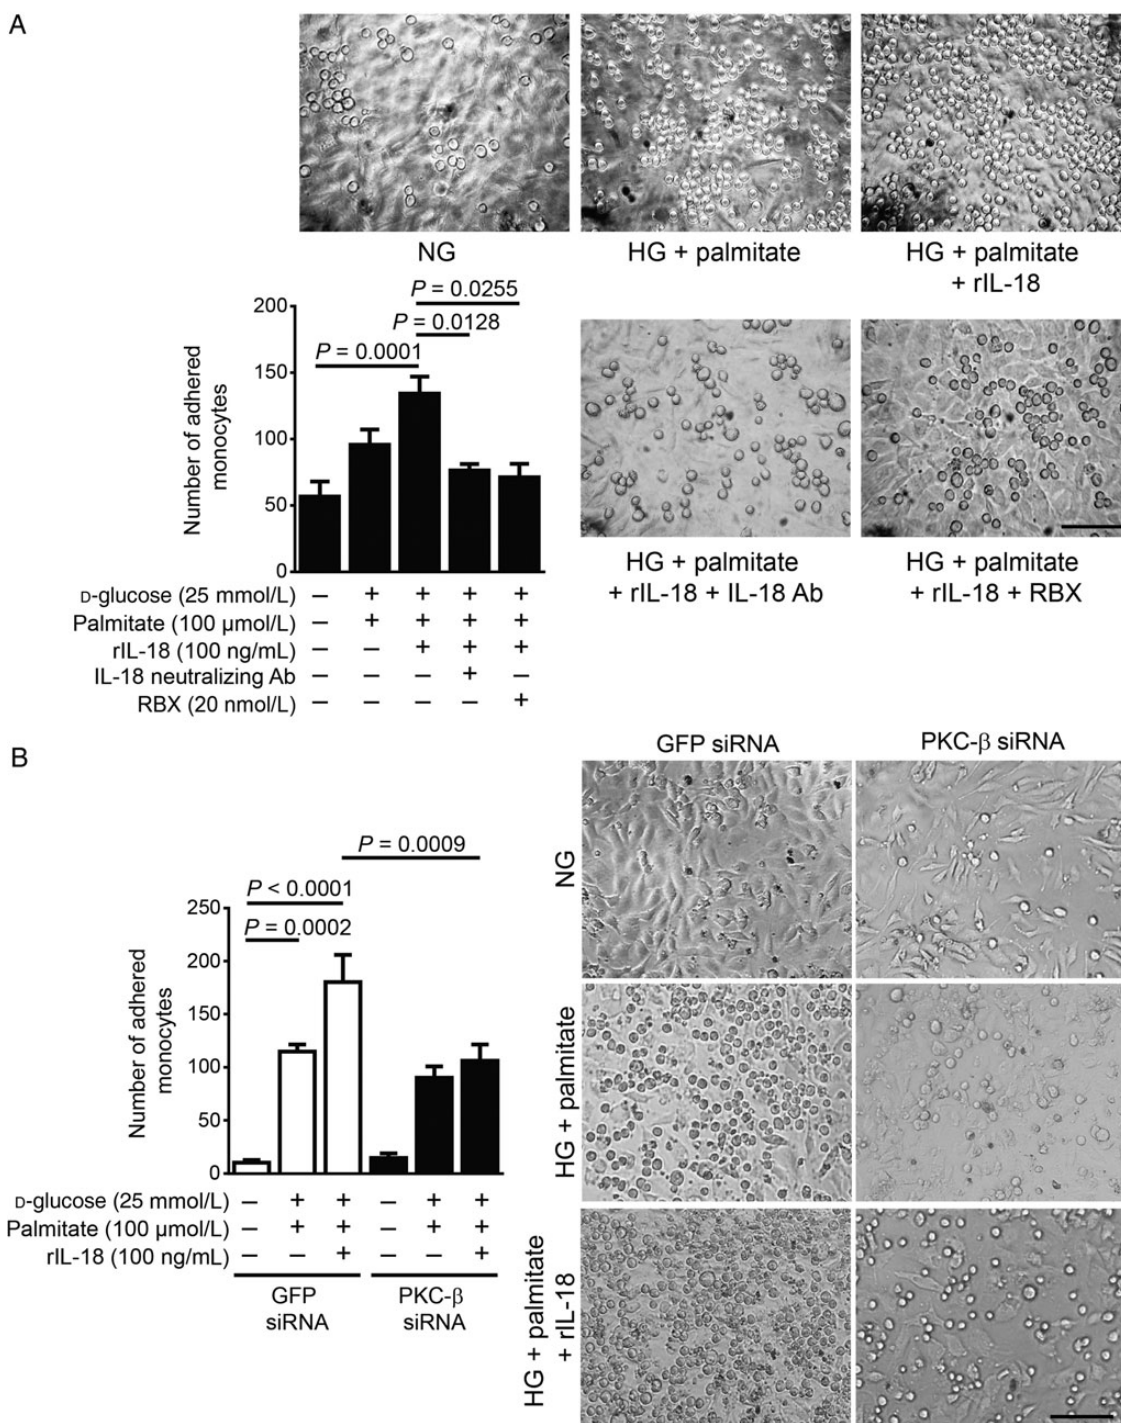 A
NG
HG + palmitate
HG + palmitate
+ rIL-18
P = 0.0255
P = 0.0128
P = 0.0001
200
150
100
50
0
Number of adhered
monocytes
HG + palmitate
+ rIL-18 + IL-18 Ab
HG + palmitate
+ rIL-18 + RBX
D-glucose (25 mmol/L) – + + + +
Palmitate (100 µmol/L) – + + + +
rIL-18 (100 ng/mL) – – + + +
IL-18 neutralizing Ab – – – + –
RBX (20 nmol/L) – – – – +
B
GFP siRNA
PKC-β siRNA
NG
HG + palmitate
HG + palmitate
+ rIL-18
P = 0.0009
P < 0.0001
P = 0.0002
250
200
150
100
50
0
Number of adhered
monocytes
D-glucose (25 mmol/L) – + + – + +
Palmitate (100 µmol/L) – + + – + +
rIL-18 (100 ng/mL) – – + – – +
GFP
siRNA
PKC-β
siRNA